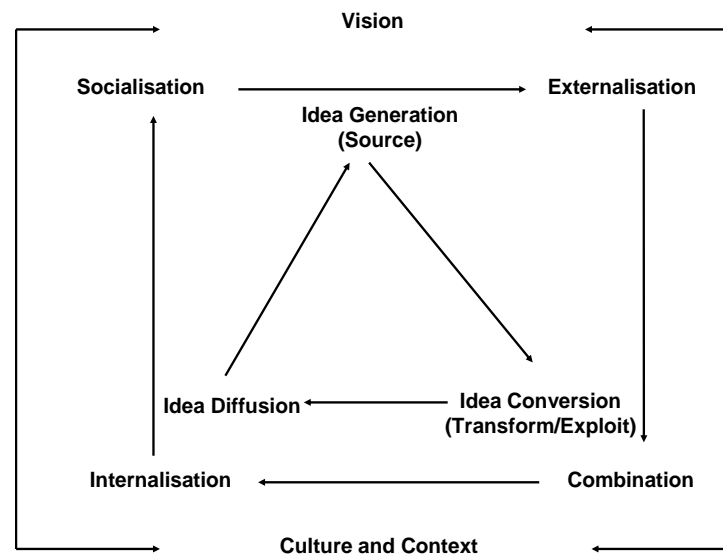 Vision
Socialisation
Externalisation
Idea Generation
(Source)
Idea Diffusion
Idea Conversion
(Transform/Exploit)
Internalisation
Combination
Culture and Context